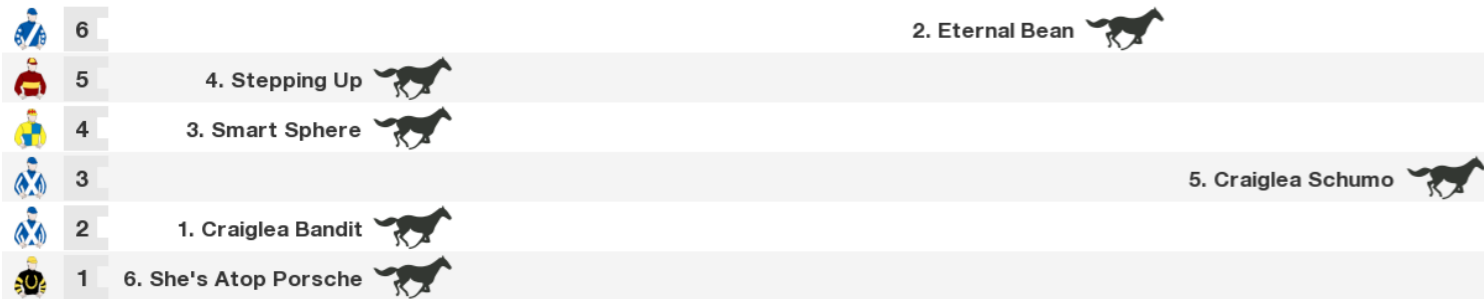 6 2. Eternal Bean
5 4. Stepping Up
4 3. Smart Sphere
3 5. Craiglea Schumo
2 1. Craiglea Bandit
1 6. She's Atop Porsche